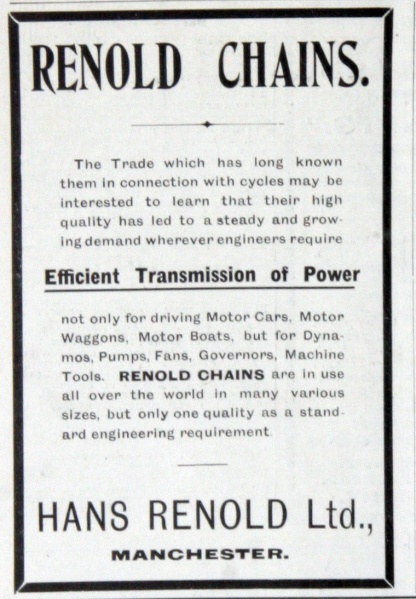 RENOLD CHAINS.
The Trade which has long known
them in connection with cycles may be
interested to learn that their high
quality has led to a steady and grow-
ing demand wherever engineers require
Efficient Transmission of Power
not only for driving Motor Cars, Motor
Waggons, Motor Boats, but for Dyna-
mos, Pumps, Fans, Governors, Machine
Tools. RENOLD CHAINS are in use
all over the world in many various
sizes, but only one quality as a stand-
ard engineering requirement
HANS RENOLD Ltd.,
MANCHESTER.